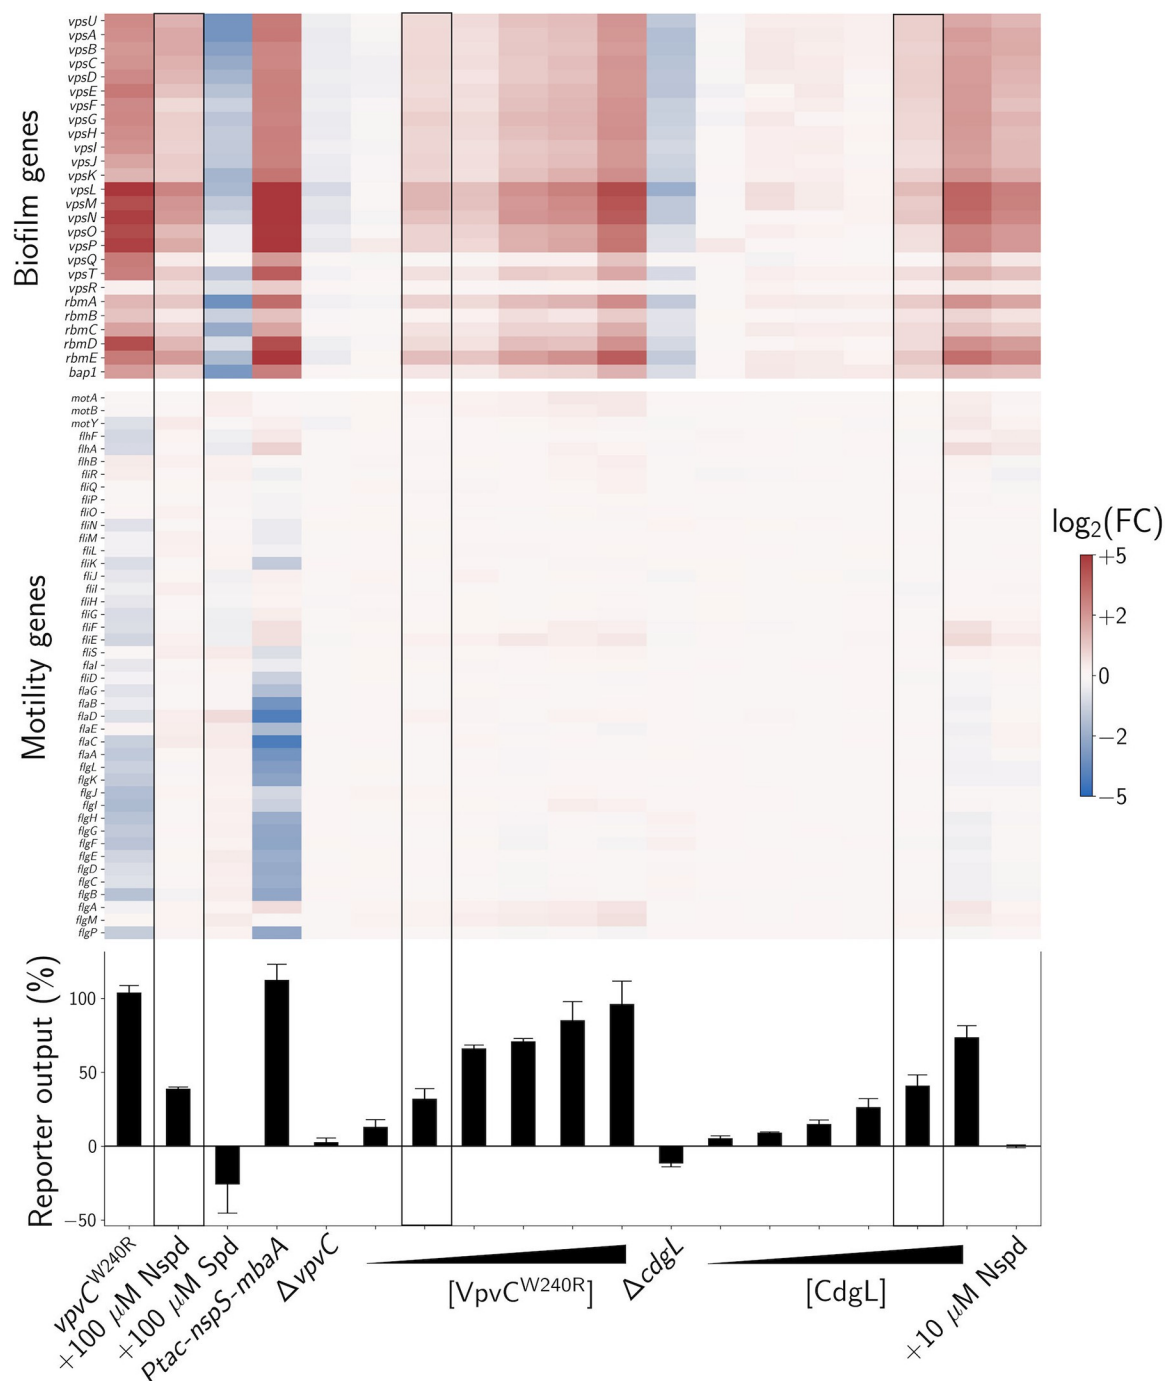 Biofilm genes
vpsU
vpsA
vpsB
vpsC
vpsD
vpsE
vpsF
vpsG
vpsH
vpsI
vpsJ
vpsK
vpsL
vpsM
vpsN
vpsO
vpsP
vpsQ
vpsT
vpsR
rbmA
rbmB
rbmC
rbmD
rbmE
bap1
Motility genes
motA
motB
motY
flhF
flhA
flhB
fliR
fliQ
fliP
fliO
fliN
fliM
fliL
fliK
fliJ
fliI
fliH
fliG
fliF
fliE
fliS
flaI
fliD
flaG
flaB
flaD
flaE
flaC
flaA
flgL
flgK
flgJ
flgI
flgH
flgG
flgF
flgE
flgD
flgC
flgB
flgA
flgM
flgP
log₂(FC)
+5
+2
0
−2
−5
Reporter output (%)
100
50
0
−50
vpvC^W240R
+100 μM Nspd
+100 μM Spd
Ptac-nspS-mbaA
ΔvpvC
[VpvC^W240R]
ΔcdgL
[CdgL]
+10 μM Nspd